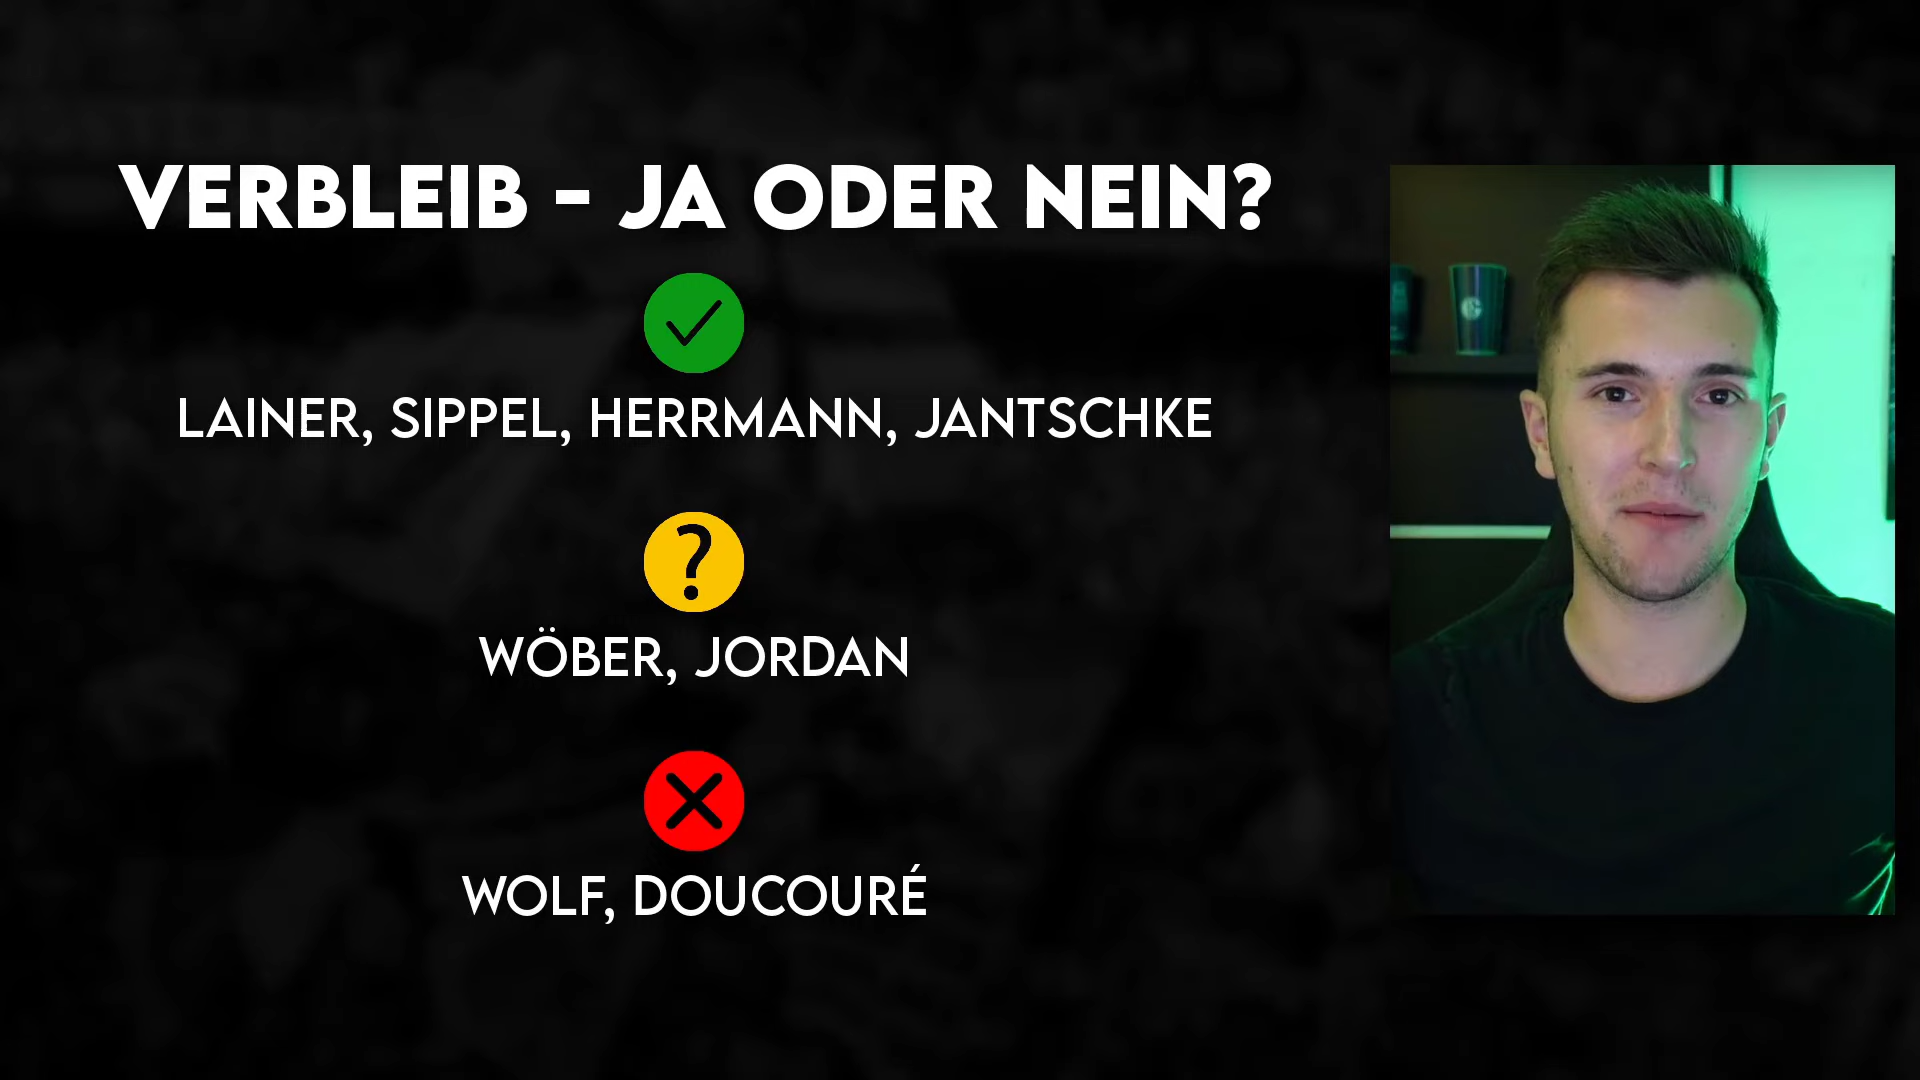 VERBLEIB - JA ODER NEIN?
LAINER, SIPPEL, HERRMANN, JANTSCHKE
?
WÖBER, JORDAN
WOLF, DOUCOURÉ